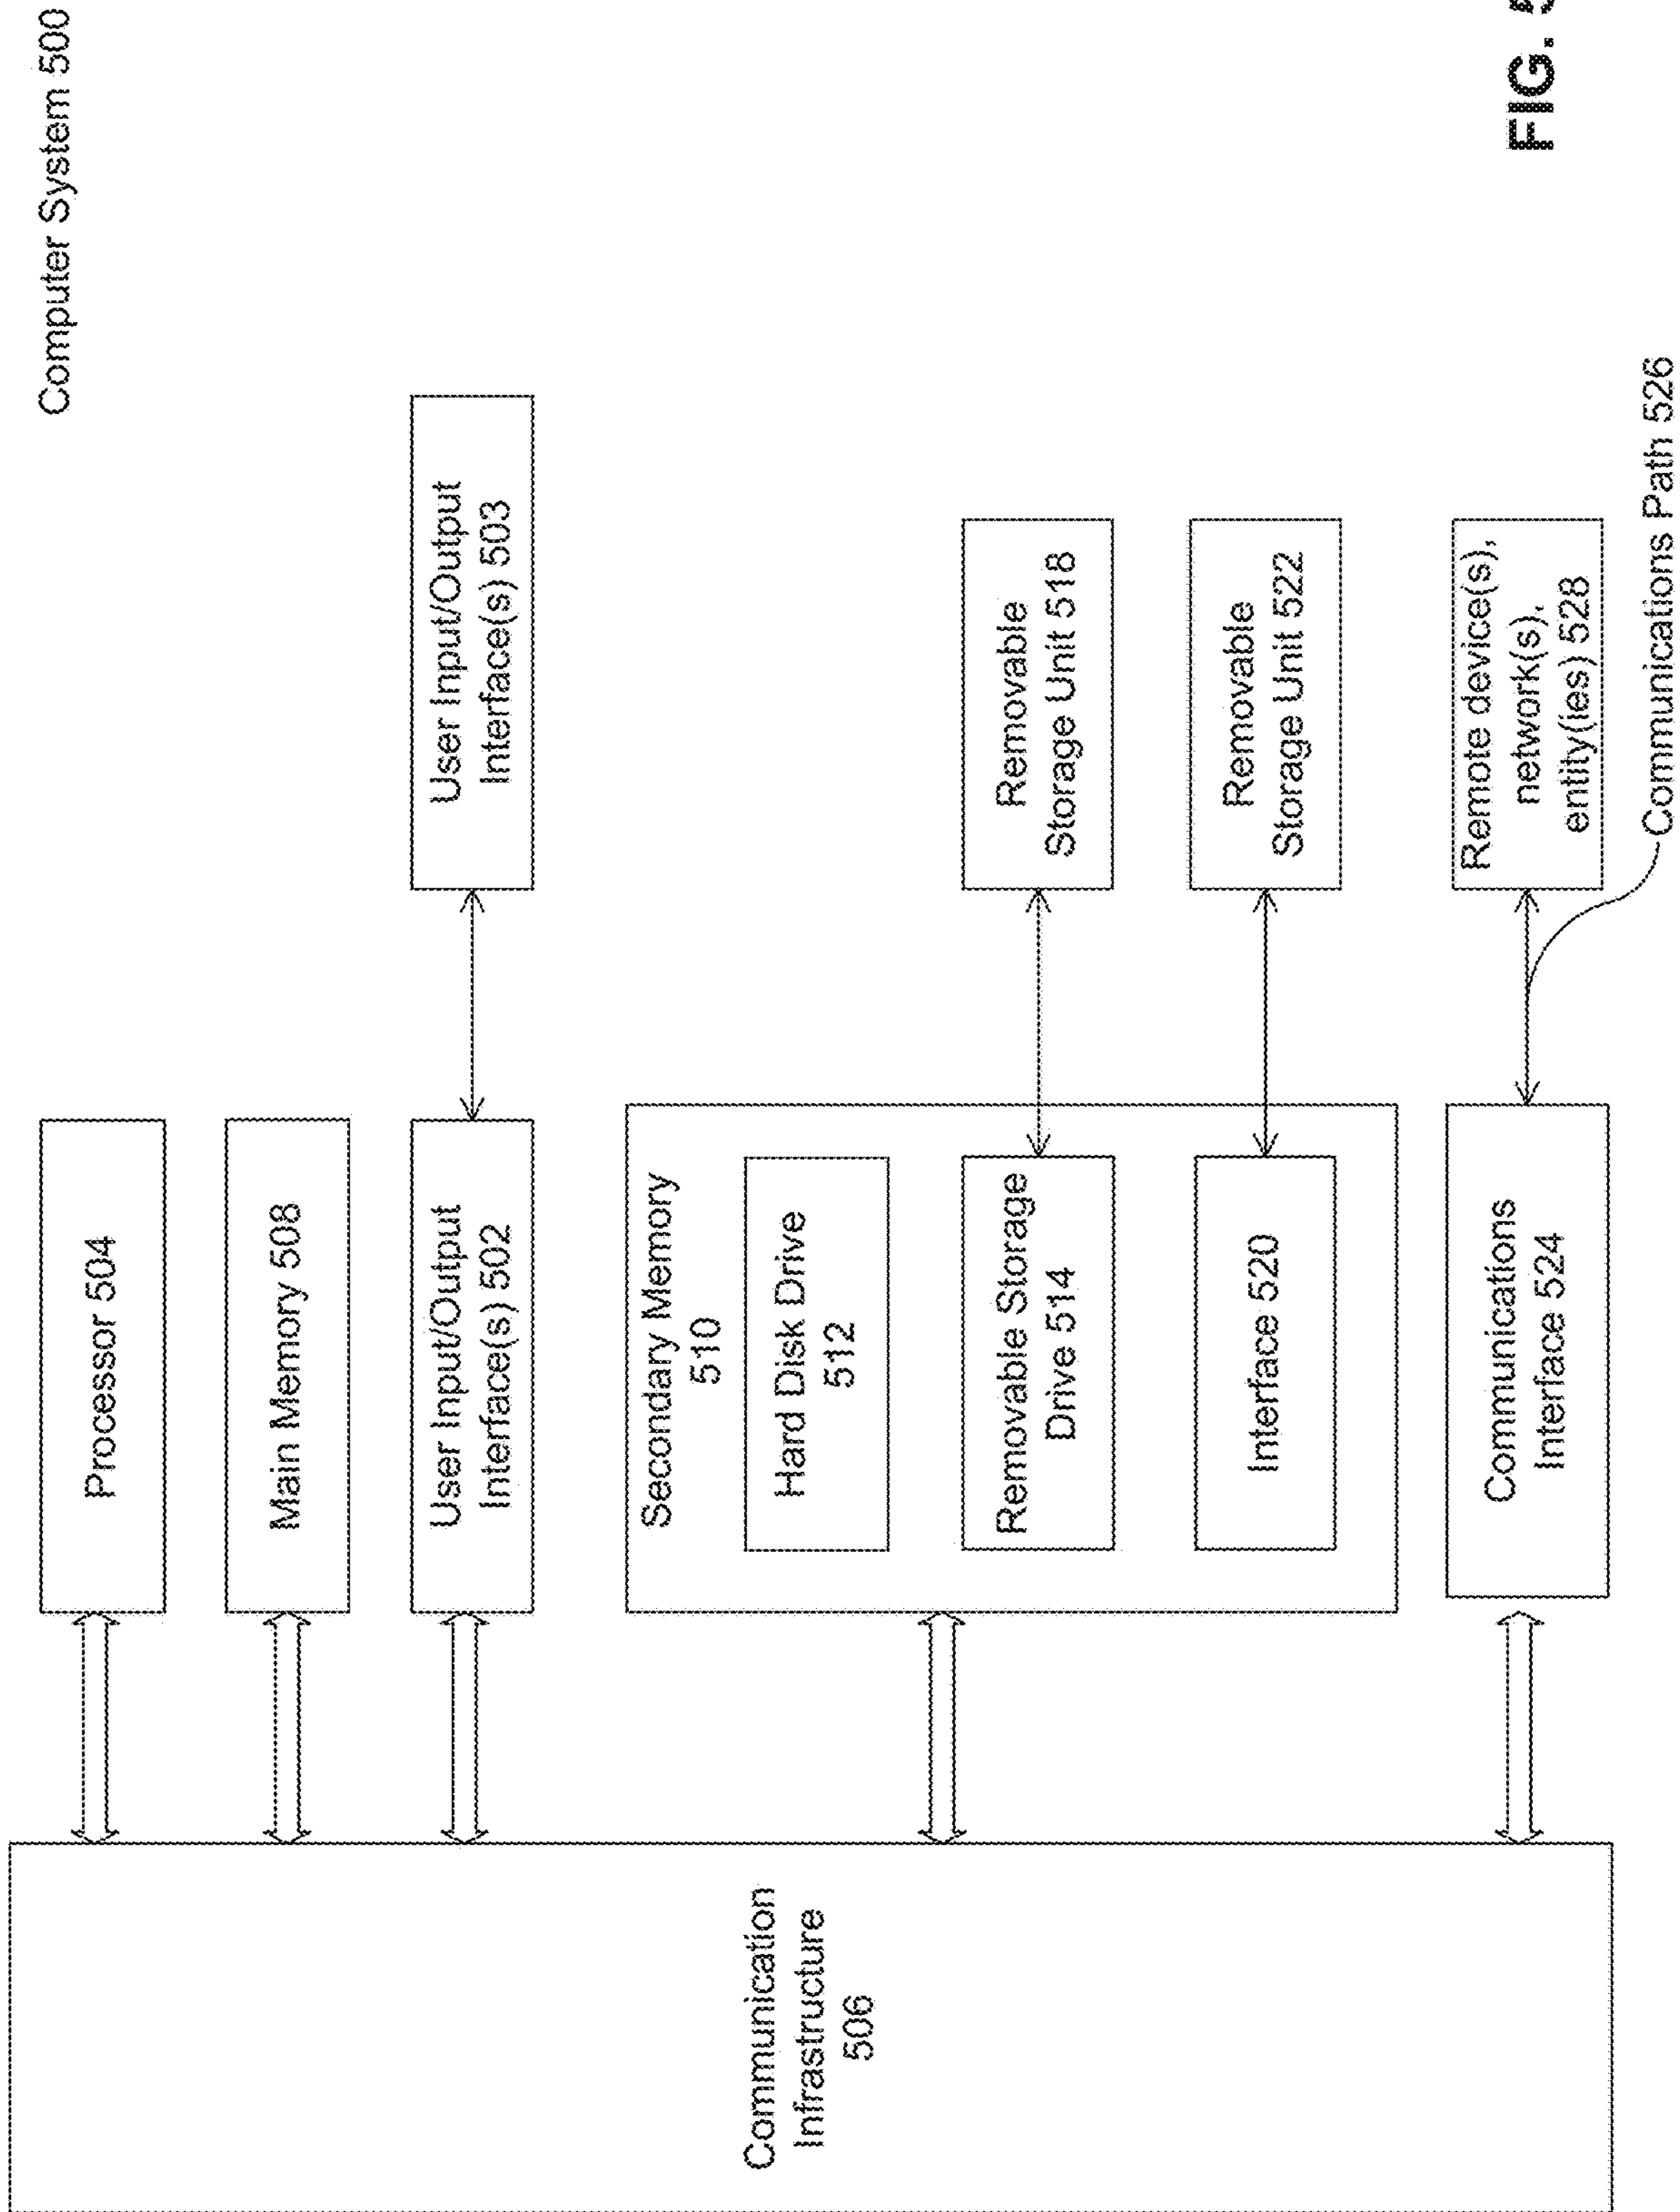 Computer System 500
Processor 504
Main Memory 508
User Input/Output
Interface(s) 502
User Input/Output
Interface(s) 503
Communication
Infrastructure
506
Secondary Memory
510
Hard Disk Drive
512
Removable Storage
Drive 514
Removable
Storage Unit 518
Interface 520
Removable
Storage Unit 522
Communications
Interface 524
Remote device(s),
network(s),
entity(ies) 528
Communications Path 526
FIG. 5